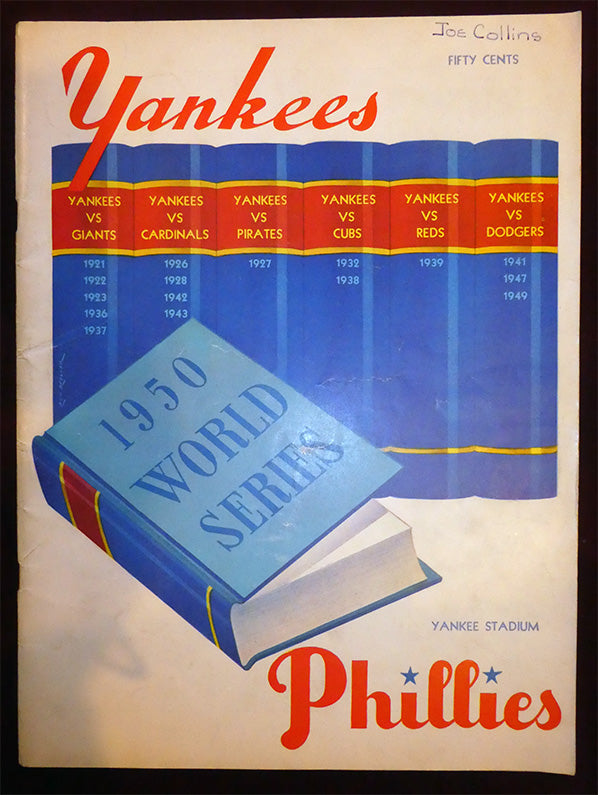 Joe Collins
FIFTY CENTS
Yankees
YANKEES
VS
GIANTS
1921
1922
1923
1936
1937
YANKEES
VS
CARDINALS
1926
1928
1942
1943
YANKEES
VS
PIRATES
1927
YANKEES
VS
CUBS
1932
1938
YANKEES
VS
REDS
1939
YANKEES
VS
DODGERS
1941
1947
1949
1950
WORLD
SERIES
YANKEE STADIUM
Phillies